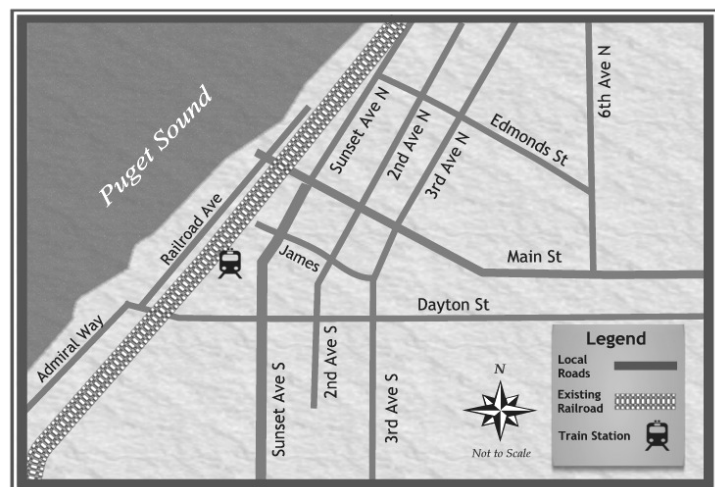 Puget Sound
Sunset Ave N
2nd Ave N
3rd Ave N
6th Ave N
Edmonds St
Railroad Ave
James
Main St
Dayton St
Admiral Way
Sunset Ave S
2nd Ave S
3rd Ave S
N
Not to Scale
Legend
Local
Roads
Existing
Railroad
Train Station